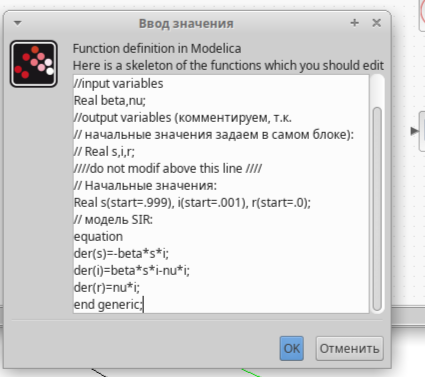 Ввод значения
Function definition in Modelica
Here is a skeleton of the functions which you should edit
//input variables
Real beta,nu;
//output variables (комментируем, т.к.
// начальные значения задаем в самом блоке):
// Real s,i,r;
////do not modif above this line ////
// Начальные значения:
Real s(start=.999), i(start=.001), r(start=.0);
// модель SIR:
equation
der(s)=-beta*s*i;
der(i)=beta*s*i-nu*i;
der(r)=nu*i;
end generic;
OK
Отменить